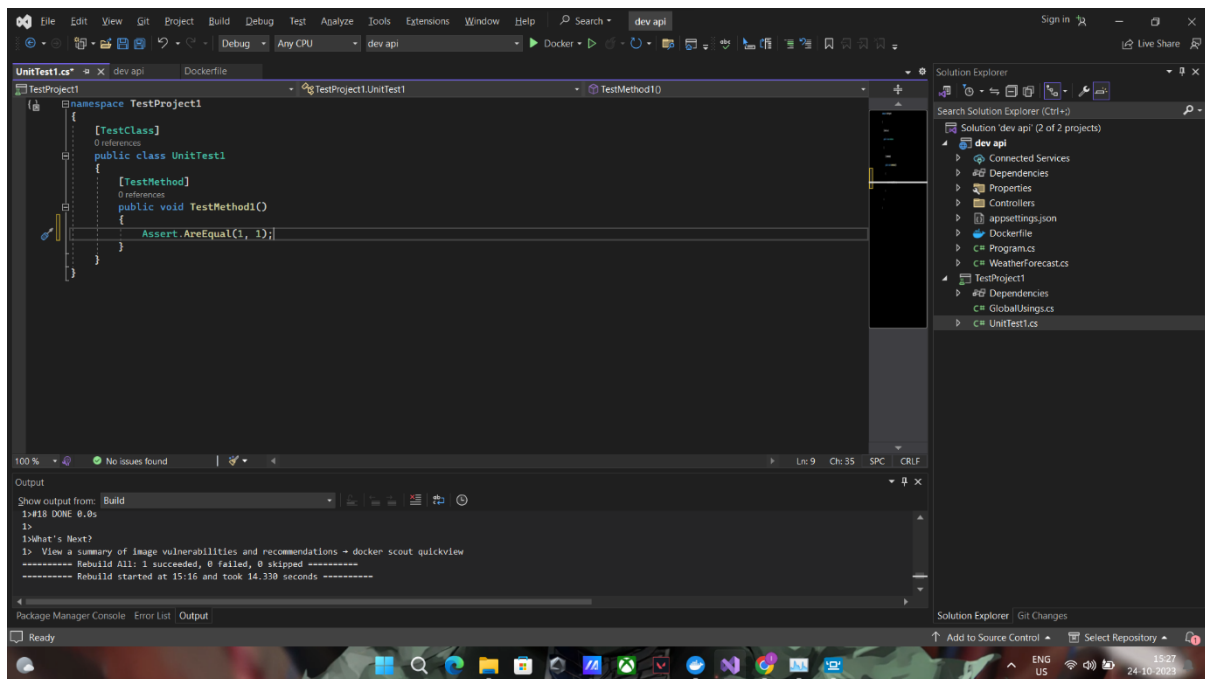 File Edit View Git Project Build Debug Test Analyze Tools Extensions Window Help Search dev api Sign in
Debug Any CPU dev api Docker Live Share
UnitTest1.cs* dev api Dockerfile
TestProject1 TestProject1.UnitTest1 TestMethod1()
namespace TestProject1
{
[TestClass]
0 references
public class UnitTest1
{
[TestMethod]
0 references
public void TestMethod1()
{
Assert.AreEqual(1, 1);
}
}
}
100 % No issues found Ln: 9 Ch: 35 SPC CRLF
Output
Show output from: Build
1>#18 DONE 0.0s
1>
1>What's Next?
1> View a summary of image vulnerabilities and recommendations → docker scout quickview
========== Rebuild All: 1 succeeded, 0 failed, 0 skipped ==========
========== Rebuild started at 15:16 and took 14.330 seconds ==========
Package Manager Console Error List Output
Solution Explorer
Search Solution Explorer (Ctrl+;)
Solution 'dev api' (2 of 2 projects)
dev api
Connected Services
Dependencies
Properties
Controllers
appsettings.json
Dockerfile
C# Program.cs
C# WeatherForecast.cs
TestProject1
Dependencies
C# GlobalUsings.cs
C# UnitTest1.cs
Solution Explorer Git Changes
Ready Add to Source Control Select Repository
ENG
US
15:27
24-10-2023